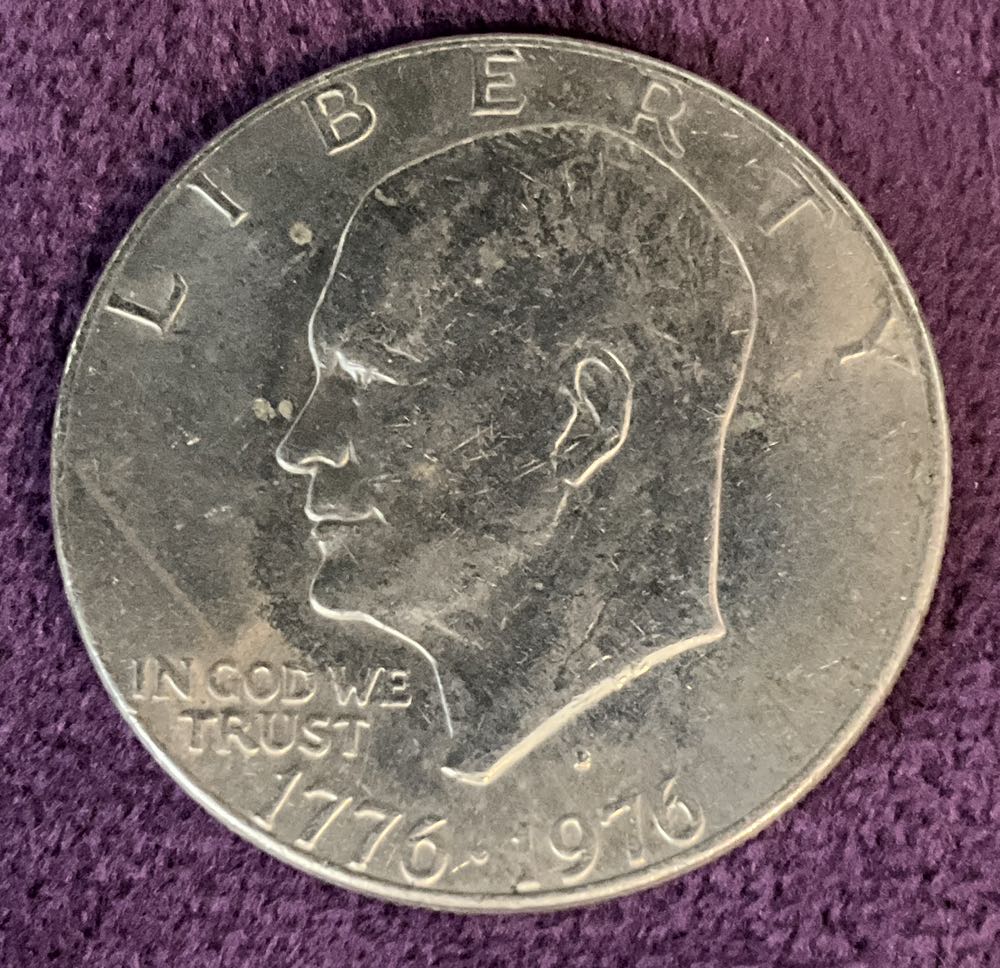 LIBERTY
IN GOD WE
TRUST
D
1776-1976